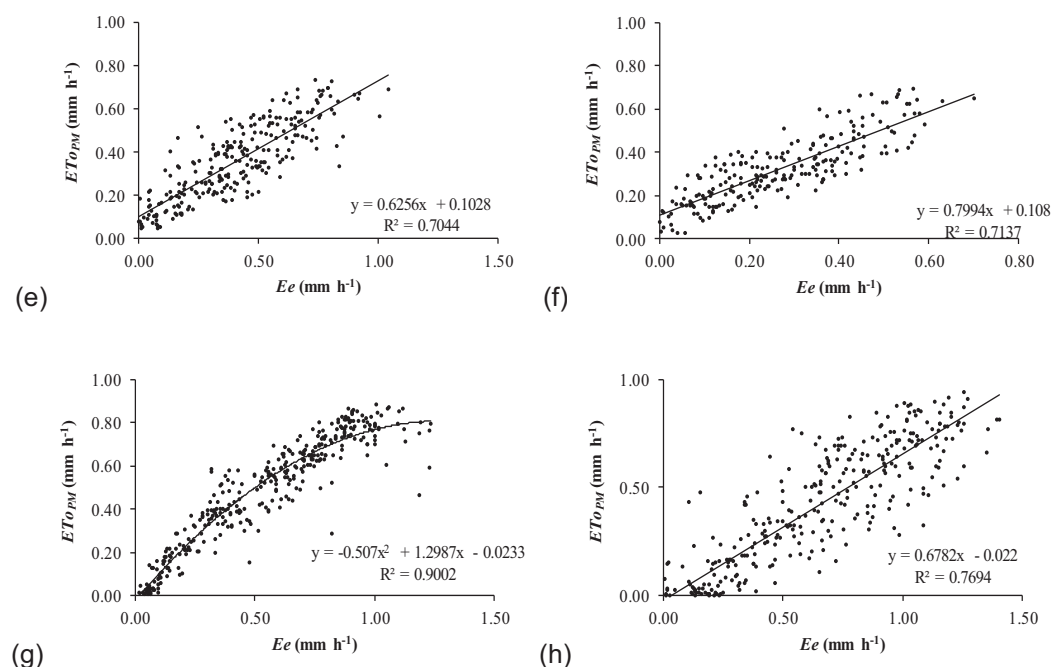 1.00
0.80
0.60
0.40
0.20
0.00
ETo_PM (mm h⁻¹)
y = 0.6256x + 0.1028
R² = 0.7044
0.00 0.50 1.00 1.50
Ee (mm h⁻¹)
(e)
1.00
0.80
0.60
0.40
0.20
0.00
ETo_PM (mm h⁻¹)
y = 0.7994x + 0.108
R² = 0.7137
0.00 0.20 0.40 0.60 0.80
Ee (mm h⁻¹)
(f)
1.00
0.80
0.60
0.40
0.20
0.00
ETo_PM (mm h⁻¹)
y = -0.507x² + 1.2987x - 0.0233
R² = 0.9002
0.00 0.50 1.00 1.50
Ee (mm h⁻¹)
(g)
1.00
0.50
0.00
ETo_PM (mm h⁻¹)
y = 0.6782x - 0.022
R² = 0.7694
0.00 0.50 1.00 1.50
Ee (mm h⁻¹)
(h)